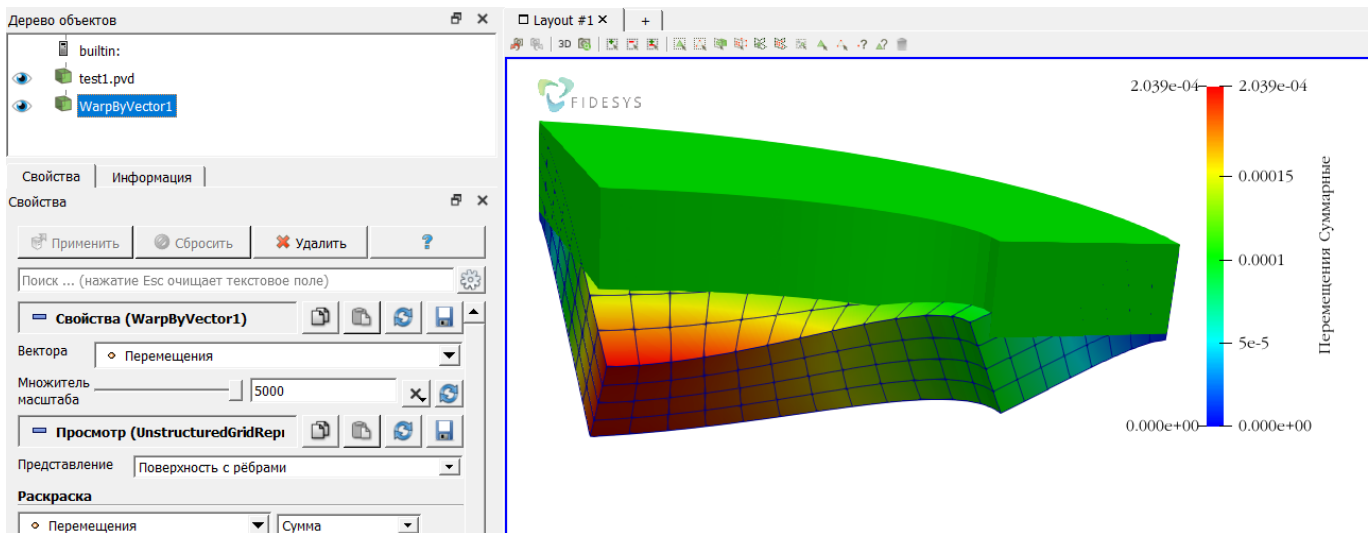 Дерево объектов
builtin:
test1.pvd
WarpByVector1
Свойства
Информация
Свойства
Применить
Сбросить
Удалить
?
Поиск ... (нажатие Esc очищает текстовое поле)
Свойства (WarpByVector1)
Вектора
Перемещения
Множитель
масштаба
5000
Просмотр (UnstructuredGridRepr
Представление
Поверхность с рёбрами
Раскраска
Перемещения
Сумма
Layout #1
+
3D
FIDESYS
2.039e-04
2.039e-04
0.00015
0.0001
5e-5
0.000e+00
0.000e+00
Перемещения Суммарные